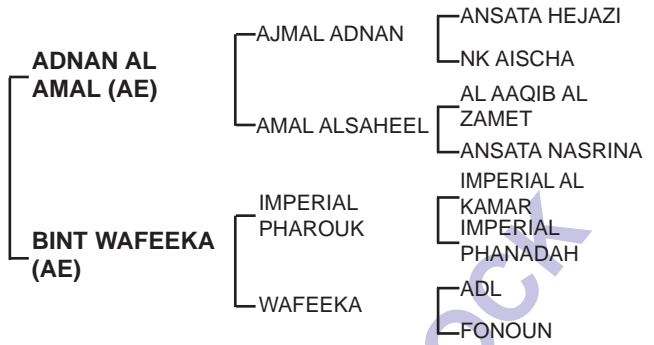 ANSATA HEJAZI
AJMAL ADNAN
NK AISCHA
ADNAN AL
AMAL (AE)
AL AAQIB AL
ZAMET
AMAL ALSAHEEL
ANSATA NASRINA
IMPERIAL AL
KAMAR
IMPERIAL
PHAROUK
IMPERIAL
PHANADAH
BINT WAFEEKA
(AE)
ADL
WAFEEKA
FONOUN
OCK